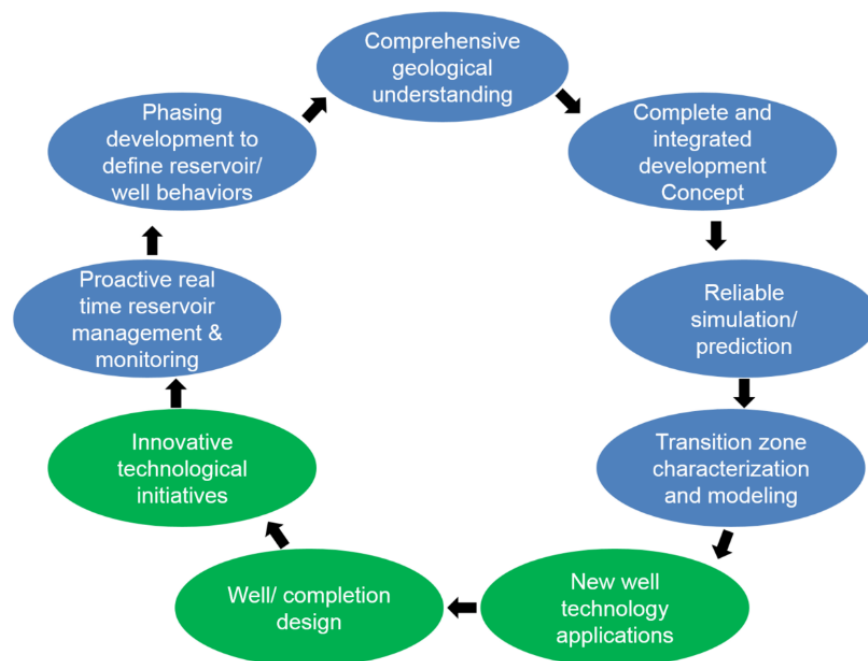 Comprehensive
geological
understanding
Complete and
integrated
development
Concept
Reliable
simulation/
prediction
Transition zone
characterization
and modeling
New well
technology
applications
Well/ completion
design
Innovative
technological
initiatives
Proactive real
time reservoir
management &
monitoring
Phasing
development to
define reservoir/
well behaviors